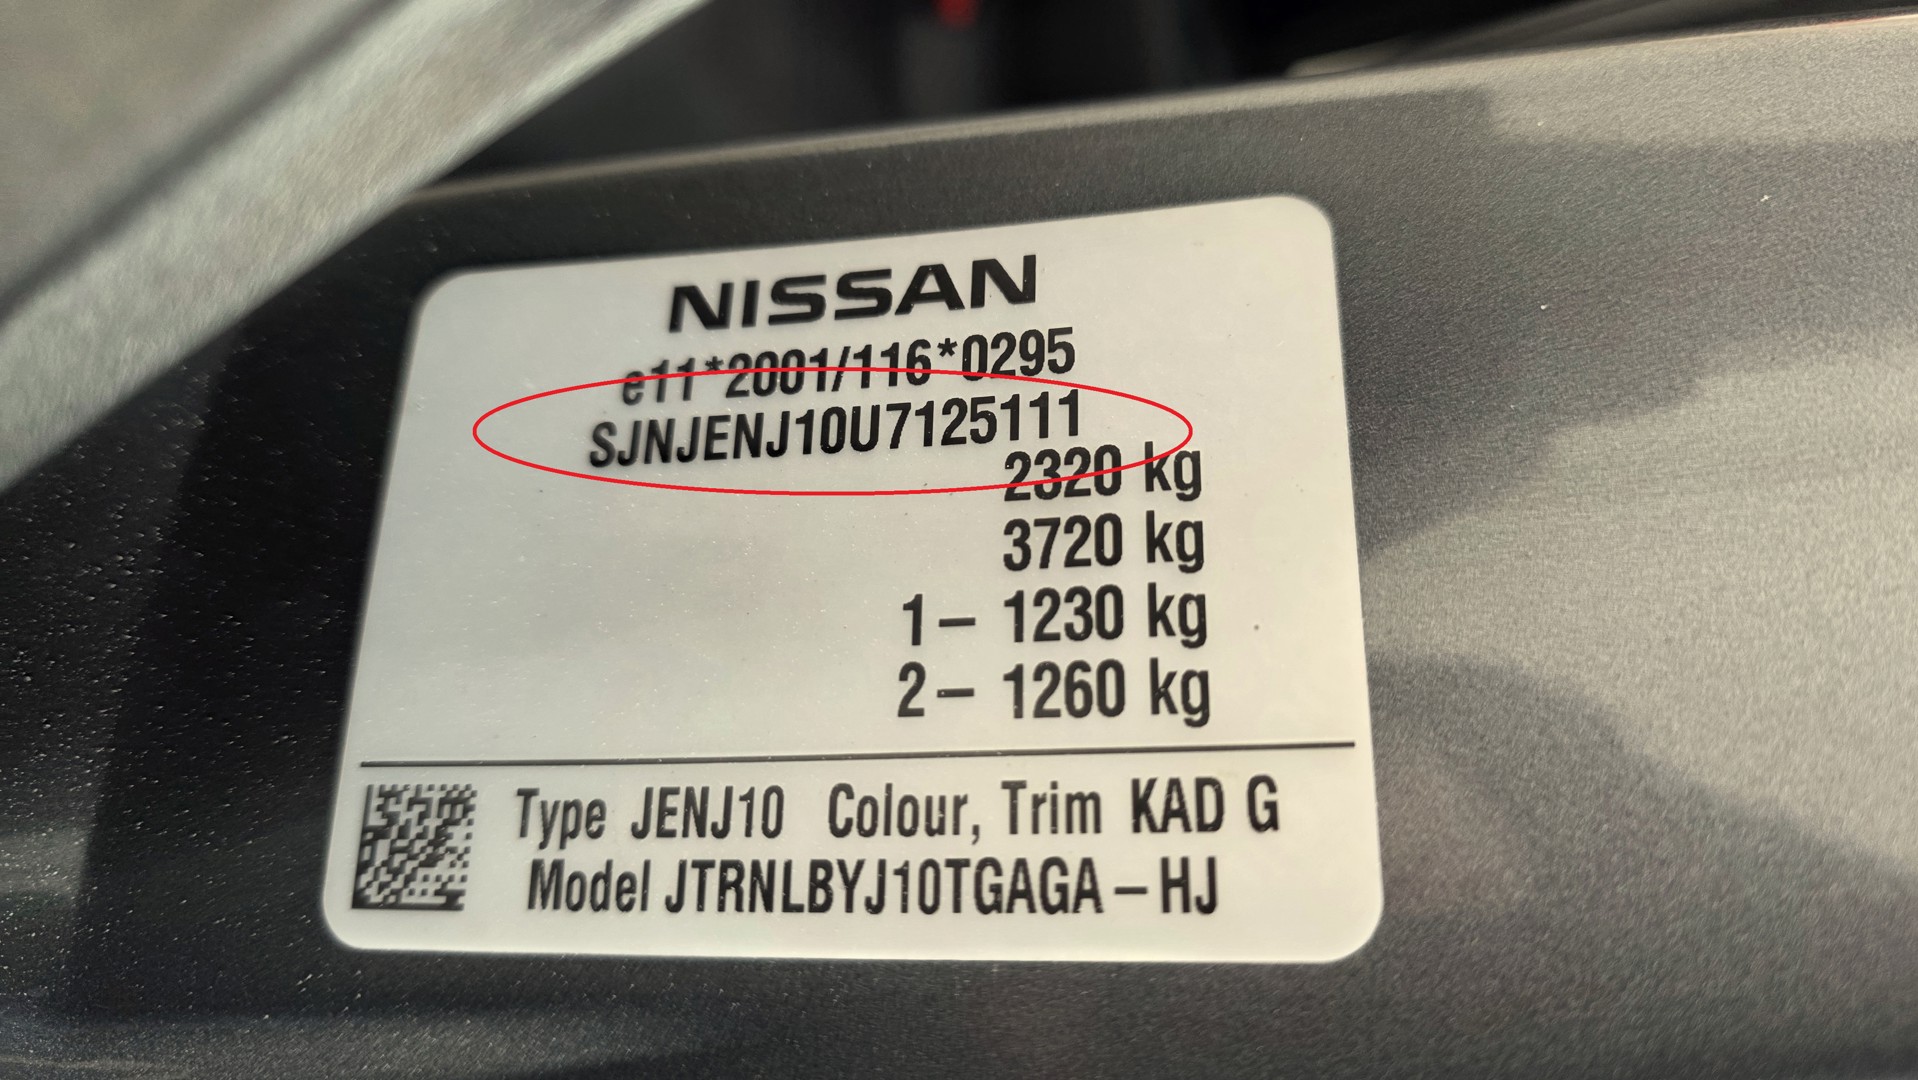 NISSAN
e11*2001/116*0295
SJNJENJ10U7125111
2320 kg
3720 kg
1 – 1230 kg
2 – 1260 kg
Type JENJ10 Colour, Trim KAD G
Model JTRNLBYJ10TGAGA – HJ